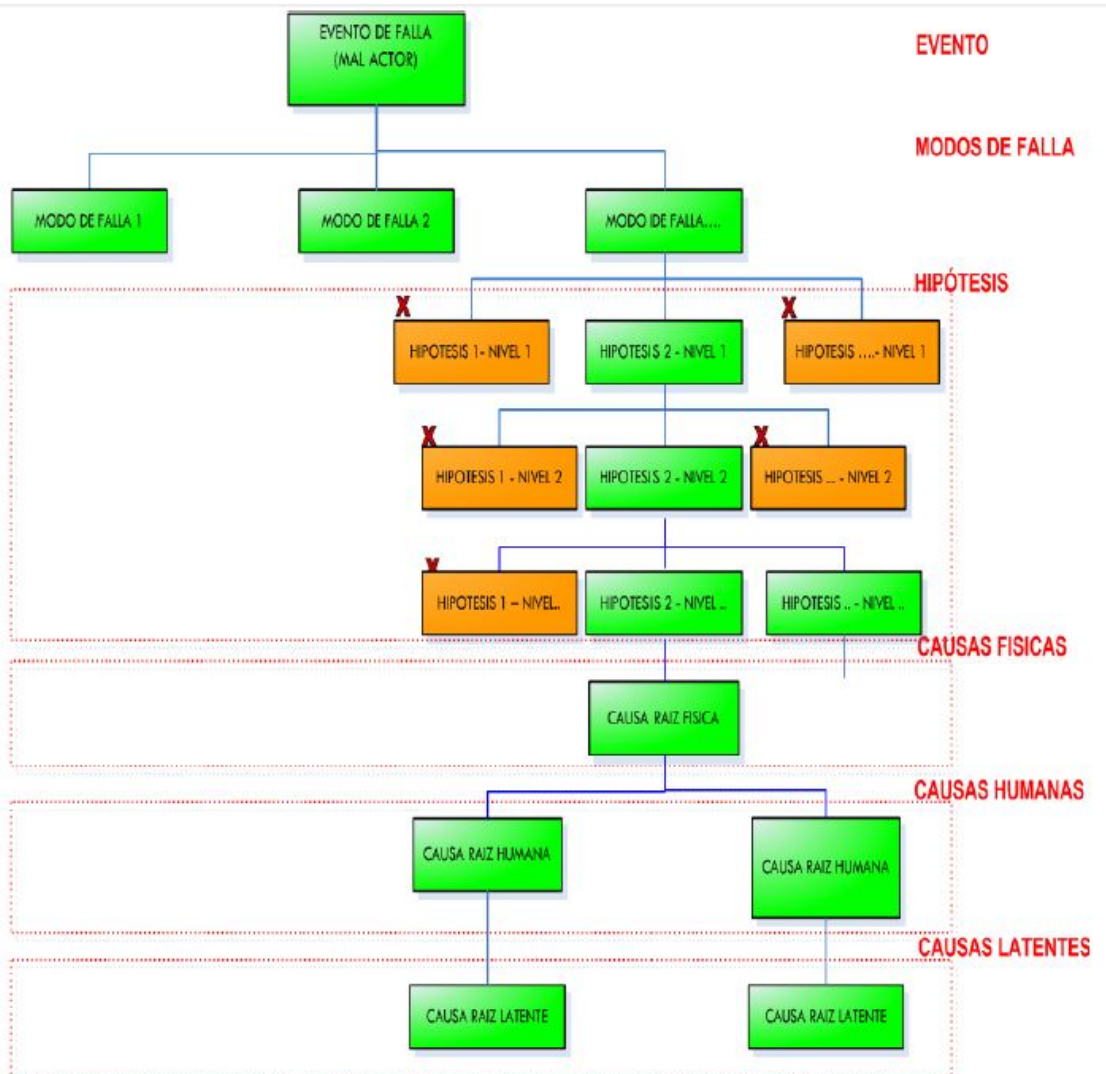 EVENTO DE FALLA
(MAL ACTOR)
EVENTO
MODOS DE FALLA
MODO DE FALLA 1
MODO DE FALLA 2
MODO IDE FALLA....
HIPÓTESIS
X
X
HIPOTESIS 1- NIVEL 1
HIPOTESIS 2 - NIVEL 1
HIPOTESIS ....- NIVEL 1
X
X
HIPOTESIS 1 - NIVEL 2
HIPOTESIS 2 - NIVEL 2
HIPOTESIS ... - NIVEL 2
X
HIPOTESIS 1 – NIVEL..
HIPOTESIS 2 - NIVEL ..
HIPOTESIS .. - NIVEL ..
CAUSAS FISICAS
CAUSA RAIZ FISICA
CAUSAS HUMANAS
CAUSA RAIZ HUMANA
CAUSA RAIZ HUMANA
CAUSAS LATENTES
CAUSA RAIZ LATENTE
CAUSA RAIZ LATENTE